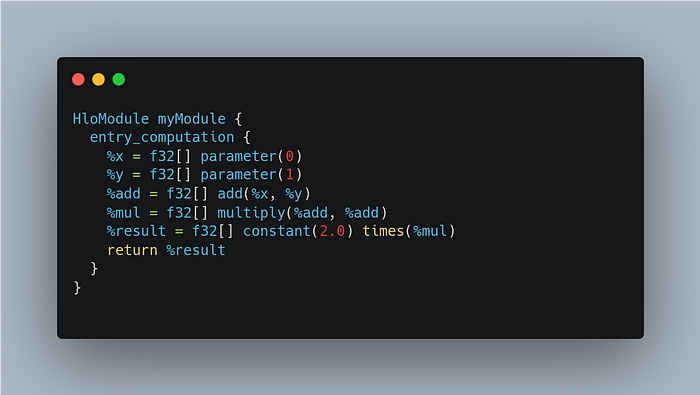 HloModule myModule {
  entry_computation {
    %x = f32[] parameter(0)
    %y = f32[] parameter(1)
    %add = f32[] add(%x, %y)
    %mul = f32[] multiply(%add, %add)
    %result = f32[] constant(2.0) times(%mul)
    return %result
  }
}